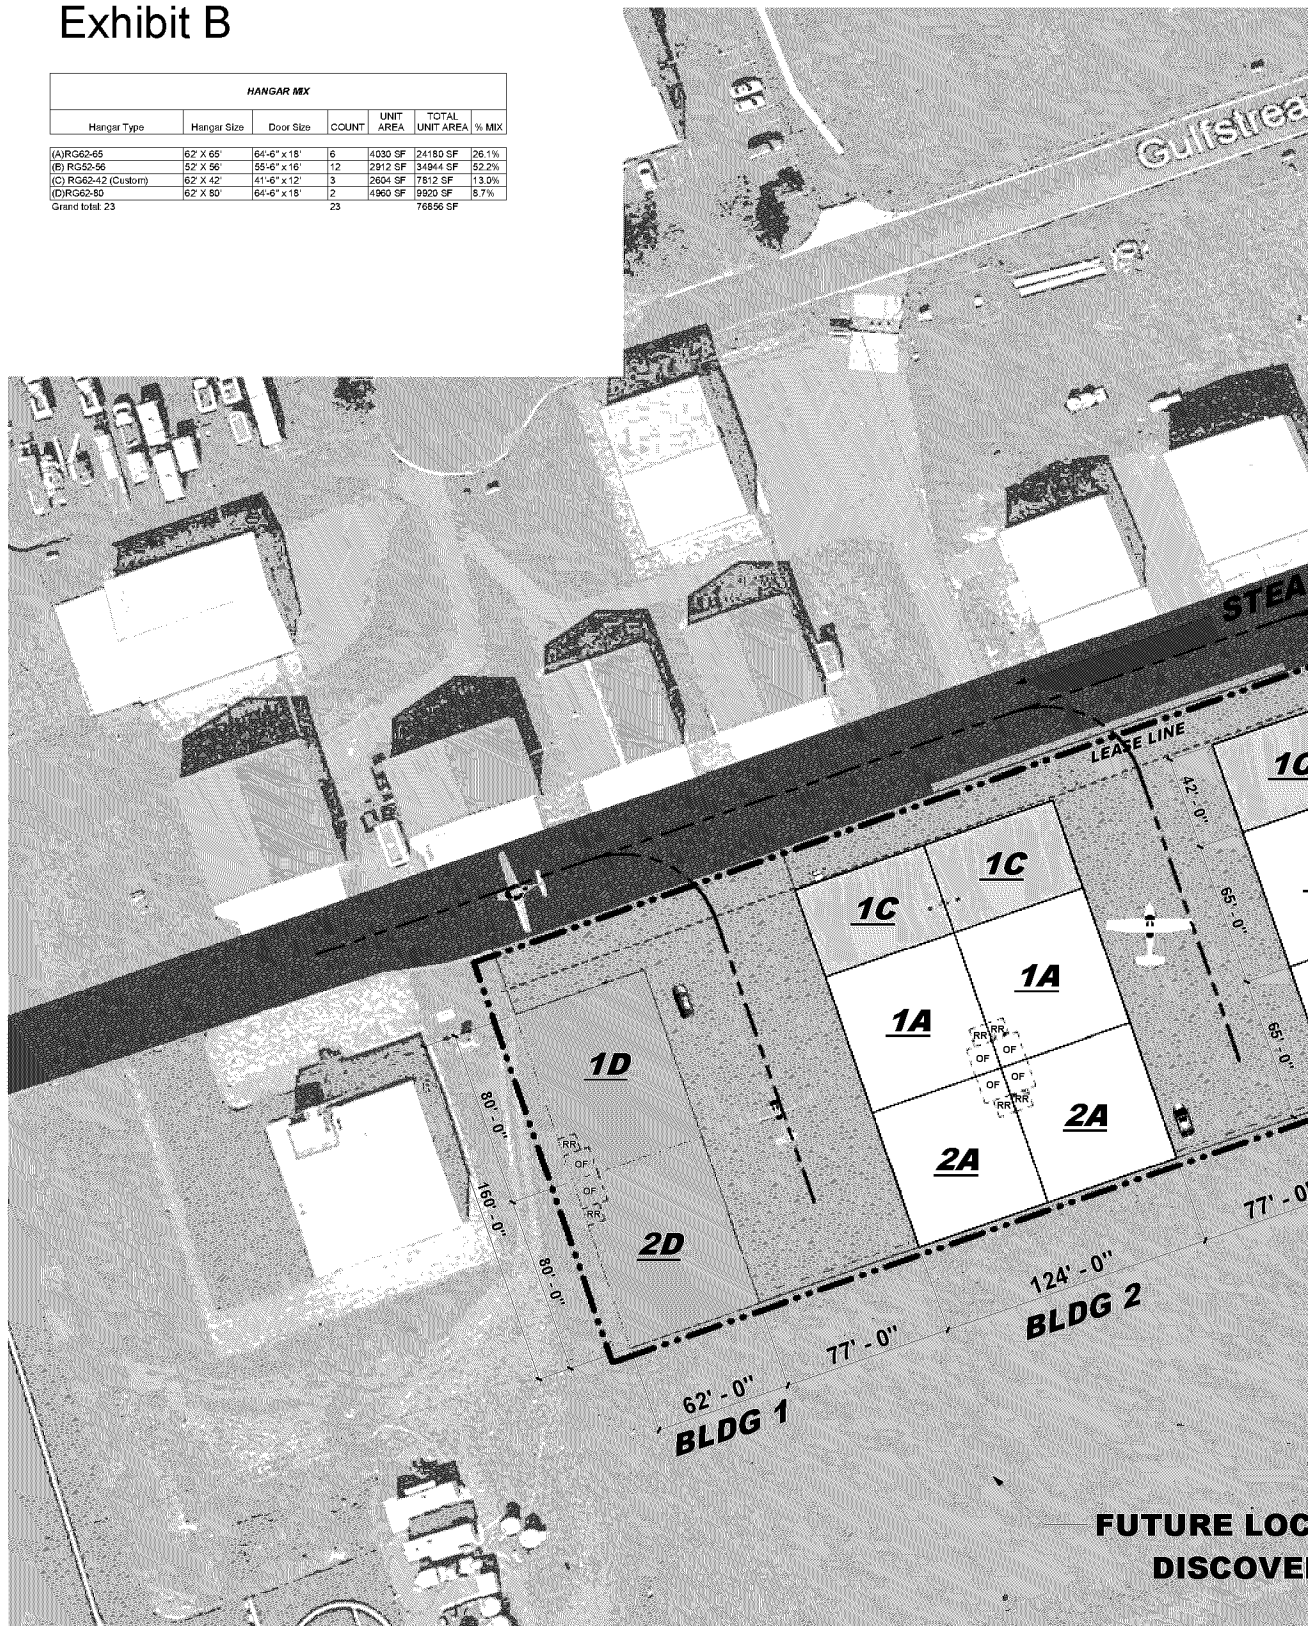 Exhibit B
HANGAR MIX
Hangar Type Hangar Size Door Size COUNT UNIT AREA TOTAL UNIT AREA % MIX
(A)RG62-65 62' X 65' 64'-6" x 18' 6 4030 SF 24180 SF 26.1%
(B) RG52-56 52' X 56' 55'-6" x 16' 12 2912 SF 34944 SF 52.2%
(C) RG62-42 (Custom) 62' X 42' 41'-6" x 12' 3 2604 SF 7812 SF 13.0%
(D)RG62-80 62' X 80' 64'-6" x 18' 2 4960 SF 9920 SF 8.7%
Grand total: 23 23 76856 SF
Gulfstrea
STEA
LEASE LINE
1C
42' - 0"
1C
1C
65' - 0"
1A
1A
RR RR
OF OF
OF OF
RR RR
65' - 0"
1D
80' - 0"
2A
2A
RR
OF
OF
RR
160' - 0"
2D
80' - 0"
77' - 0"
124' - 0"
BLDG 2
77' - 0"
62' - 0"
BLDG 1
FUTURE LOC
DISCOVE